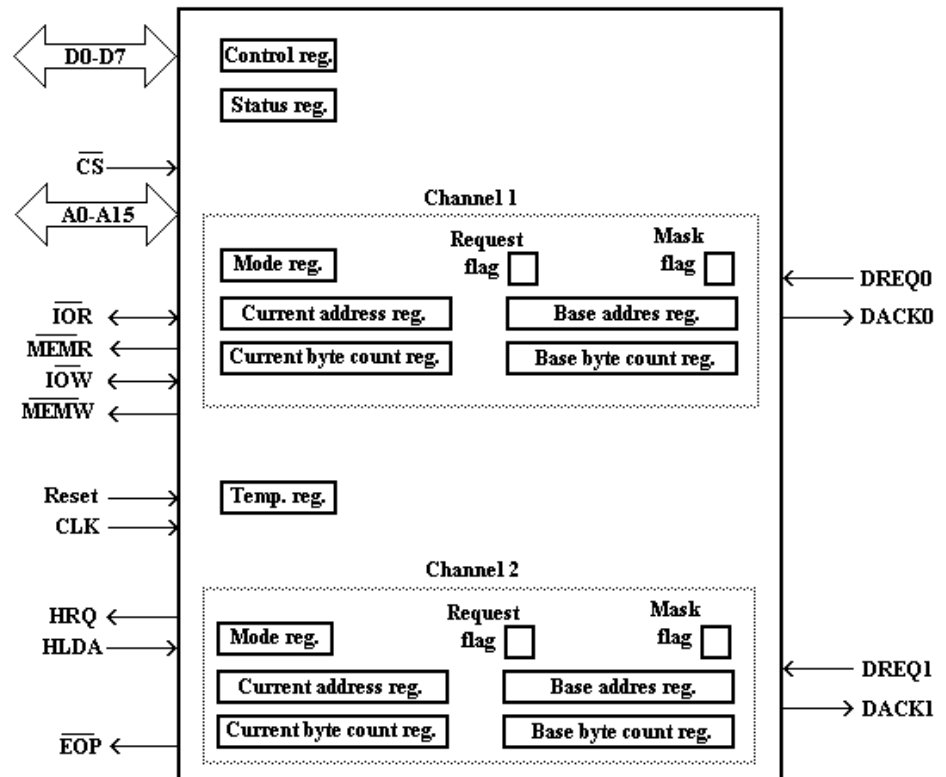 D0-D7
Control reg.
Status reg.
CS
A0-A15
Channel 1
Mode reg.
Request
flag
Mask
flag
DREQ0
Current address reg.
Base addres reg.
DACK0
IOR
MEMR
Current byte count reg.
Base byte count reg.
IOW
MEMW
Reset
Temp. reg.
CLK
Channel 2
HRQ
Mode reg.
Request
flag
Mask
flag
HLDA
DREQ1
Current address reg.
Base addres reg.
DACK1
Current byte count reg.
Base byte count reg.
EOP